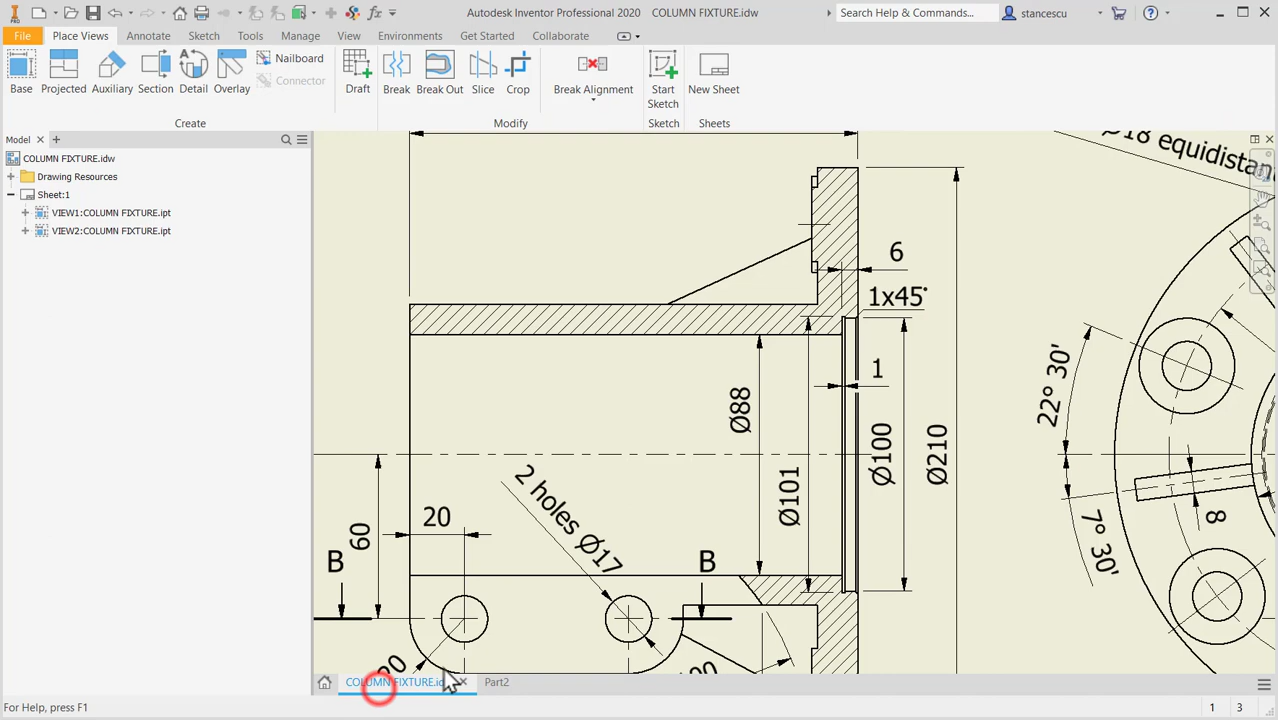 Autodesk Inventor Professional 2020 COLUMN FIXTURE.idw
Search Help & Commands...
stancescu
PRO
File
Place Views
Annotate
Sketch
Tools
Manage
View
Environments
Get Started
Collaborate
Base
Projected
Auxiliary
Section
Detail
Overlay
Nailboard
Connector
Draft
Break
Break Out
Slice
Crop
Break Alignment
Start
Sketch
New Sheet
Create
Modify
Sketch
Sheets
Model
COLUMN FIXTURE.idw
Drawing Resources
Sheet:1
VIEW1:COLUMN FIXTURE.ipt
VIEW2:COLUMN FIXTURE.ipt
Ø18 equidistant
6
1x45°
1
Ø88
Ø101
Ø100
Ø210
22° 30'
7° 30'
8
2 holes Ø17
20
60
B
B
COLUMN FIXTURE.id
Part2
For Help, press F1
1
3